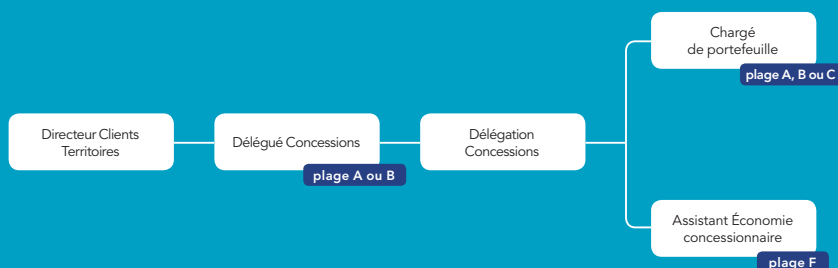 Directeur Clients
Territoires
Délégué Concessions
plage A ou B
Délégation
Concessions
Chargé
de portefeuille
plage A, B ou C
Assistant Économie
concessionnaire
plage F